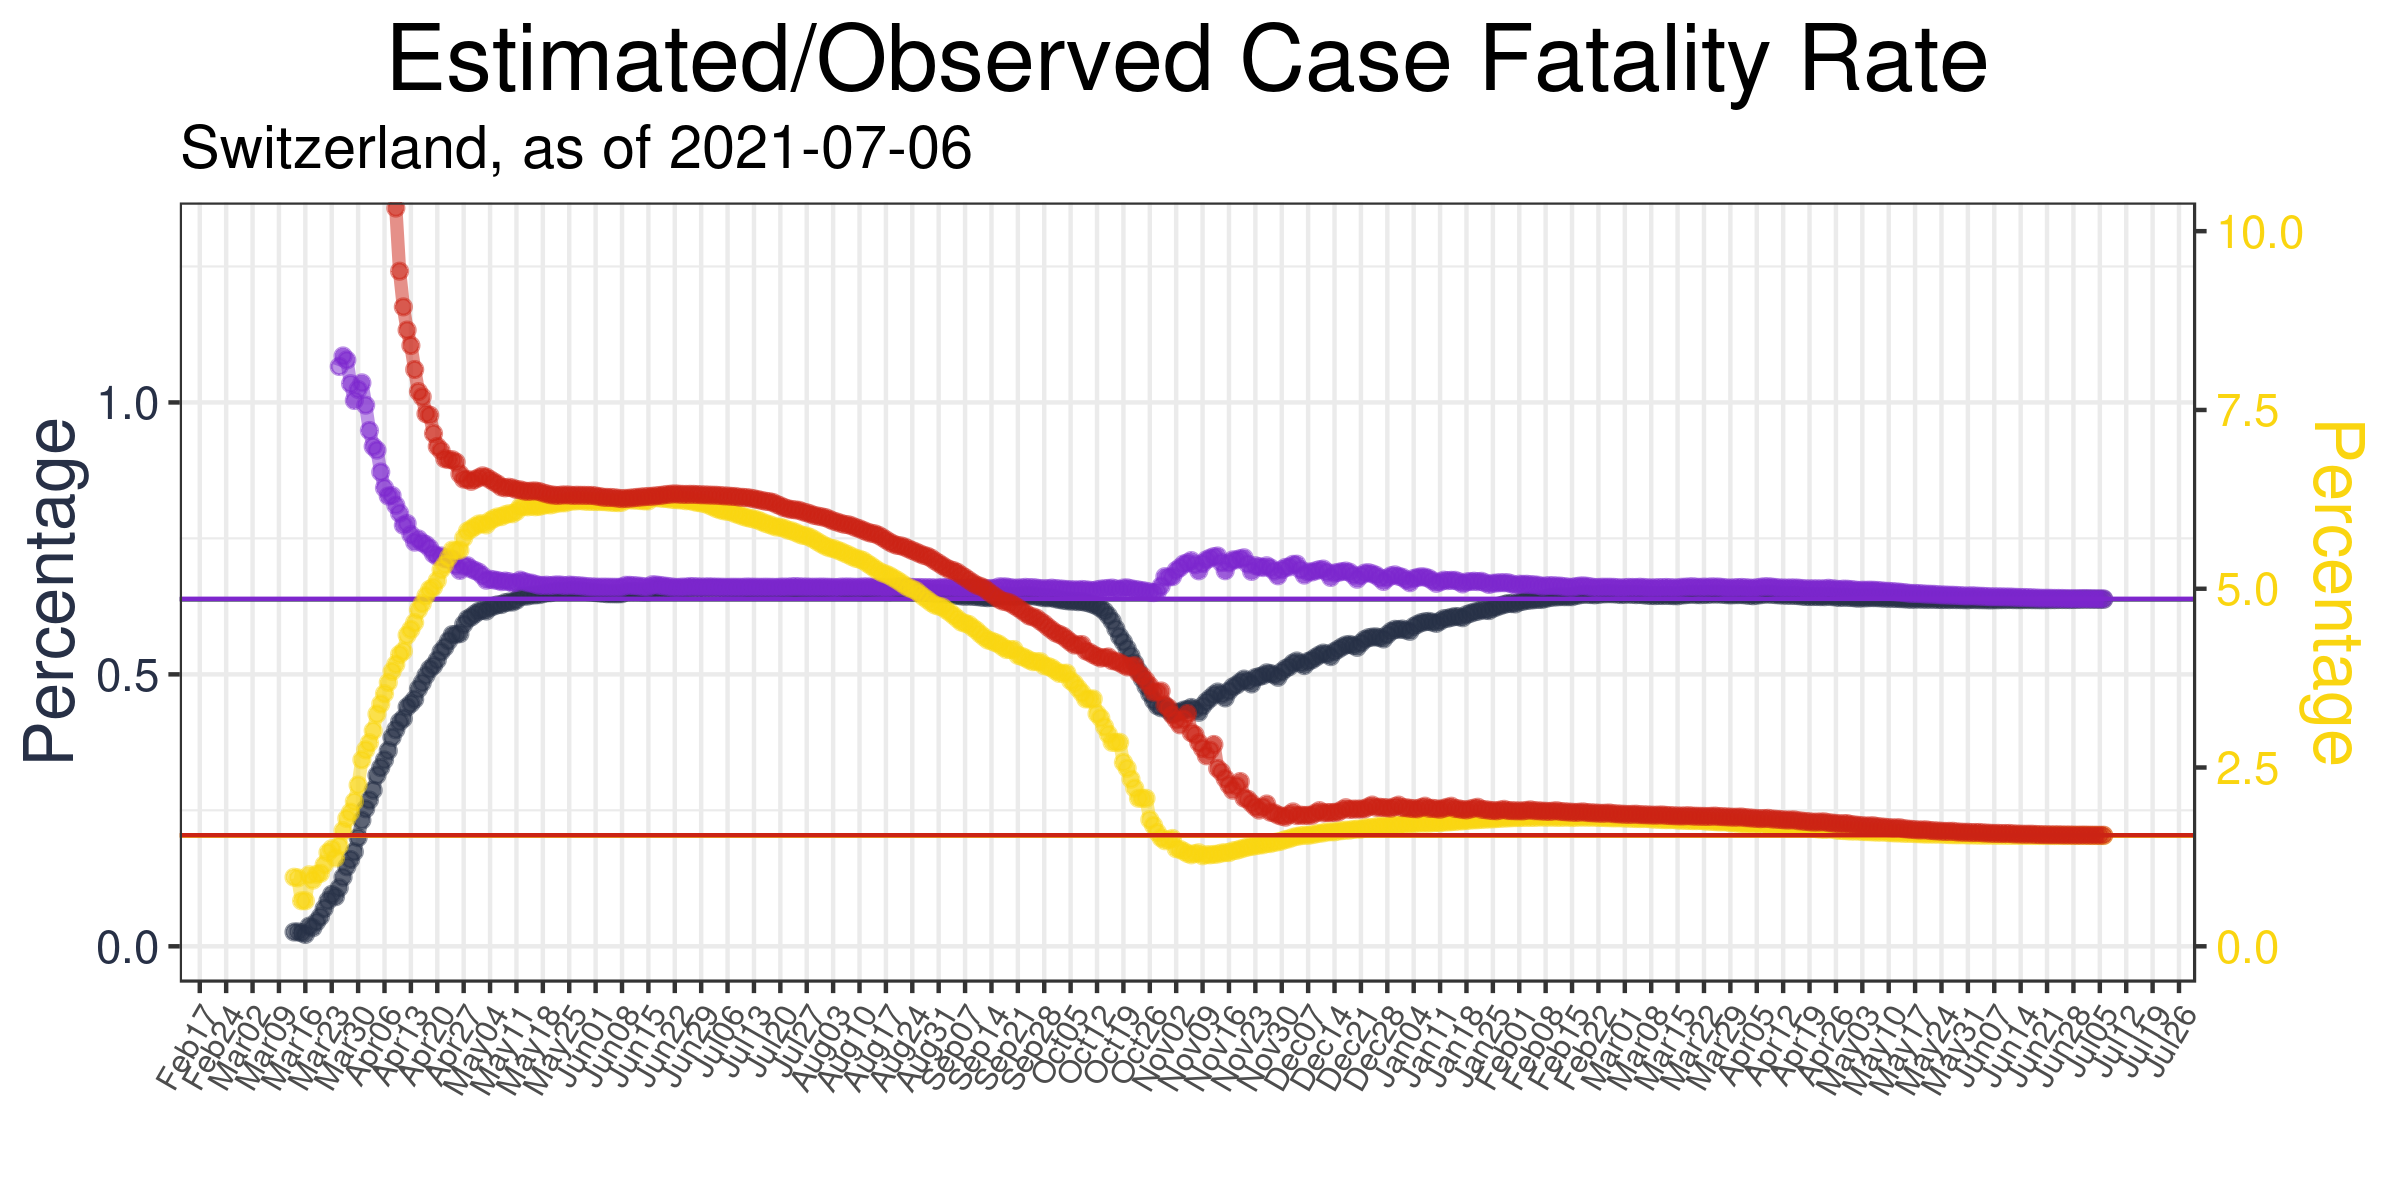 Estimated/Observed Case Fatality Rate
Switzerland, as of 2021-07-06
Percentage
1.0
0.5
0.0
10.0
7.5
5.0
2.5
0.0
Percentage
Feb17
Feb24
Mar02
Mar09
Mar16
Mar23
Mar30
Apr06
Apr13
Apr20
Apr27
May04
May11
May18
May25
Jun01
Jun08
Jun15
Jun22
Jun29
Jul06
Jul13
Jul20
Jul27
Aug03
Aug10
Aug17
Aug24
Aug31
Sep07
Sep14
Sep21
Sep28
Oct05
Oct12
Oct19
Oct26
Nov02
Nov09
Nov16
Nov23
Nov30
Dec07
Dec14
Dec21
Dec28
Jan04
Jan11
Jan18
Jan25
Feb01
Feb08
Feb15
Feb22
Mar01
Mar08
Mar15
Mar22
Mar29
Apr05
Apr12
Apr19
Apr26
May03
May10
May17
May24
May31
Jun07
Jun14
Jun21
Jun28
Jul05
Jul12
Jul19
Jul26